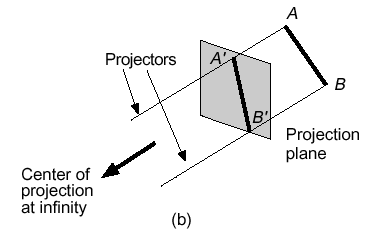 A
Projectors
A'
B
B'
Projection
plane
Center of
projection
at infinity
(b)